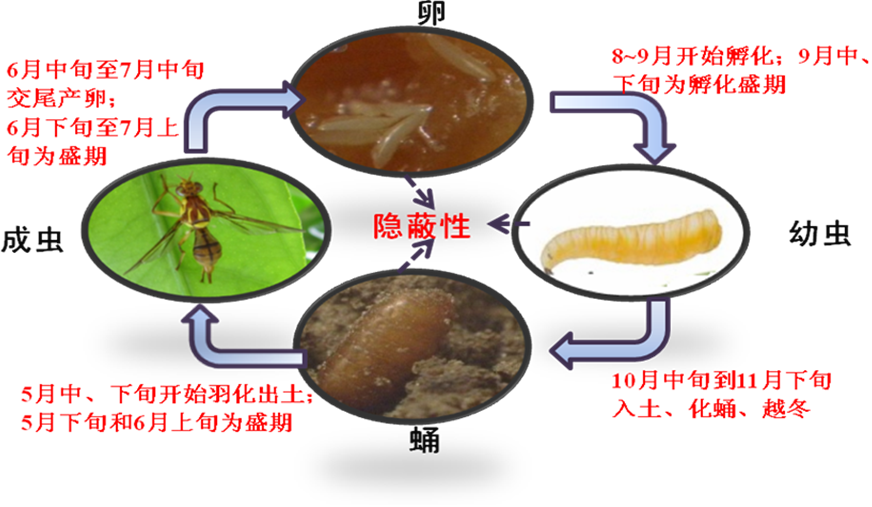 卵
6月中旬至7月中旬
交尾产卵；
6月下旬至7月上
旬为盛期
8~9月开始孵化；9月中、
下旬为孵化盛期
成虫
隐蔽性
幼虫
5月中、下旬开始羽化出土；
5月下旬和6月上旬为盛期
10月中旬到11月下旬
入土、化蛹、越冬
蛹